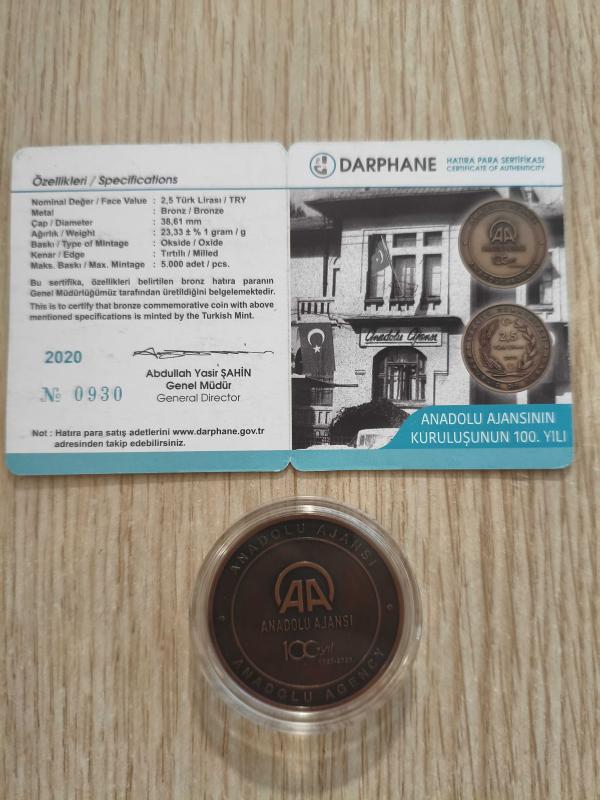 Özellikleri / Specifications
Nominal Değer / Face Value : 2,5 Türk Lirası / TRY
Metal : Bronz / Bronze
Çap / Diameter : 38,61 mm
Ağırlık / Weight : 23,33 ± % 1 gram / g
Baskı / Type of Mintage : Okside / Oxide
Kenar / Edge : Tırtıllı / Milled
Maks. Baskı / Max. Mintage : 5.000 adet / pcs.
Bu sertifika, özellikleri belirtilen bronz hatıra paranın
Genel Müdürlüğümüz tarafından üretildiğini belgelemektedir.
This is to certify that bronze commemorative coin with above
mentioned specifications is minted by the Turkish Mint.
2020
№ 0930
Abdullah Yasir ŞAHİN
Genel Müdür
General Director
Not : Hatıra para satış adetlerini www.darphane.gov.tr
adresinden takip edebilirsiniz.
DARPHANE
HATIRA PARA SERTİFİKASI
CERTIFICATE OF AUTHENTICITY
AA
100
2,5
Anadolu Ajansı
ANADOLU AJANSININ
KURULUŞUNUN 100. YILI
ANADOLU AJANSI
AA
ANADOLU AJANSI
100.yıl
ANADOLU AGENCY